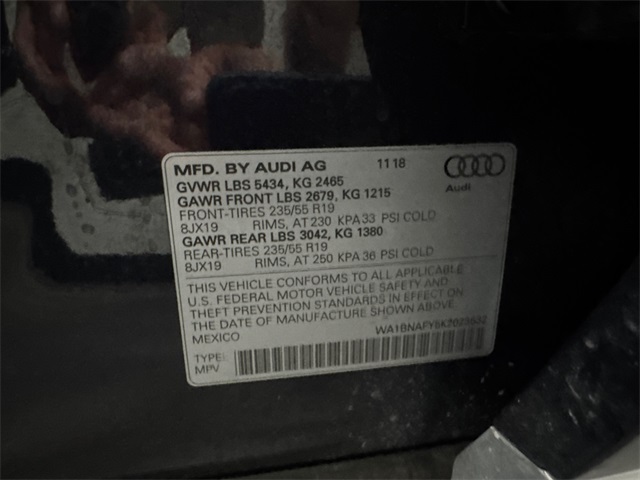 MFD. BY AUDI AG 11 18
GVWR LBS 5434, KG 2465
GAWR FRONT LBS 2679, KG 1215
FRONT-TIRES 235/55 R19
8JX19 RIMS, AT 230 KPA 33 PSI COLD
GAWR REAR LBS 3042, KG 1380
REAR-TIRES 235/55 R19
8JX19 RIMS, AT 250 KPA 36 PSI COLD
Audi
THIS VEHICLE CONFORMS TO ALL APPLICABLE
U.S. FEDERAL MOTOR VEHICLE SAFETY AND
THEFT PREVENTION STANDARDS IN EFFECT ON
THE DATE OF MANUFACTURE SHOWN ABOVE.
MEXICO
TYPE:
MPV